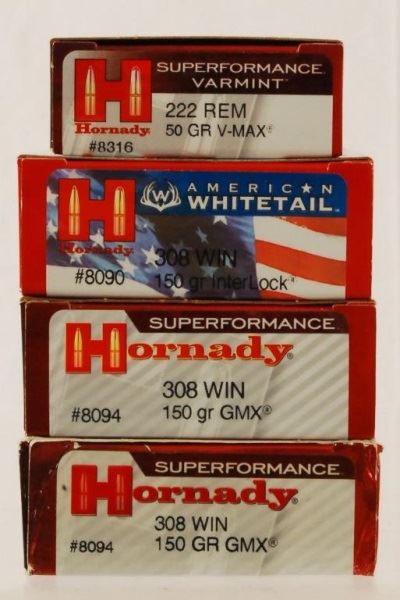 SUPERFORMANCE
VARMINT
Hornady
222 REM
50 GR V-MAX®
#8316
AMERICAN
WHITETAIL™
Hornady
308 WIN
#8090 150 gr InterLock®
SUPERFORMANCE
Hornady®
308 WIN
#8094 150 gr GMX®
SUPERFORMANCE
Hornady®
308 WIN
#8094 150 GR GMX®